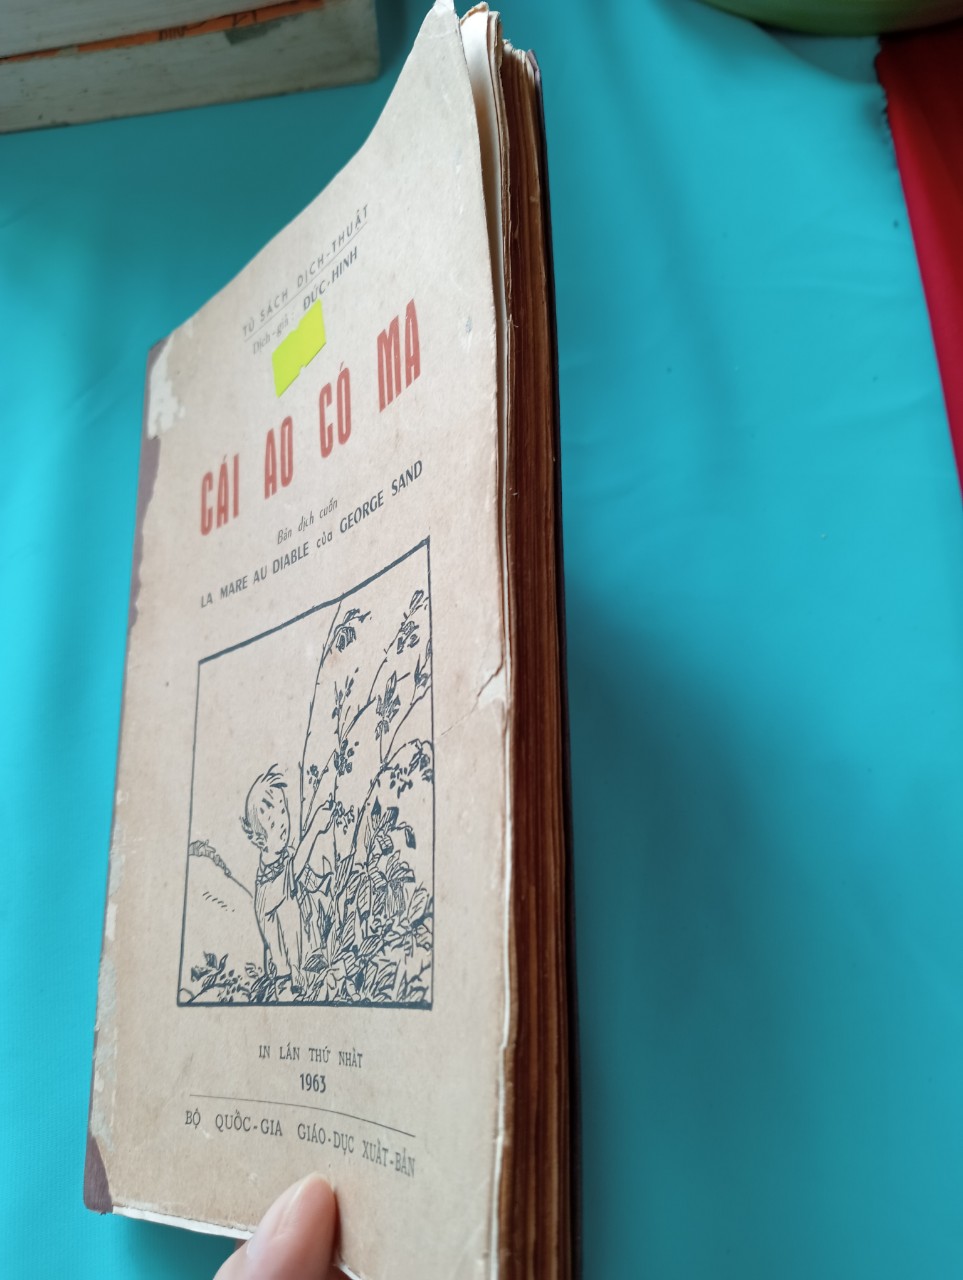 TỦ SÁCH DỊCH-THUẬT
Dịch-giả: ĐỨC-HINH
CÁI AO CÓ MA
Bản dịch cuốn
LA MARE AU DIABLE của GEORGE SAND
IN LẦN THỨ NHẤT
1963
BỘ QUỐC-GIA GIÁO-DỤC XUẤT-BẢN